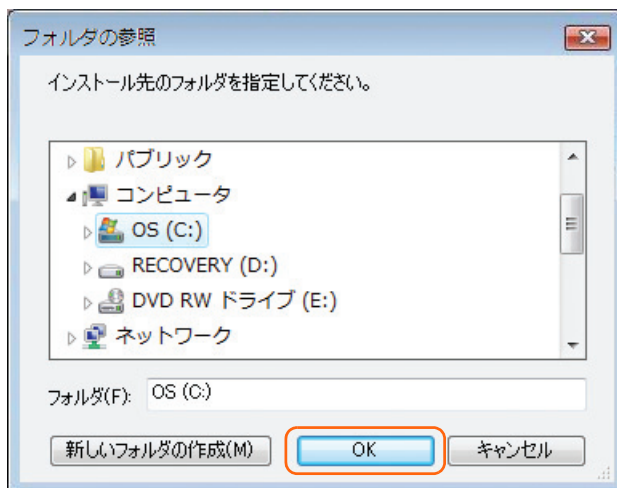 フォルダの参照
インストール先のフォルダを指定してください。
パブリック
コンピュータ
OS (C:)
RECOVERY (D:)
DVD RW ドライブ (E:)
ネットワーク
フォルダ(F): OS (C:)
新しいフォルダの作成(M) OK キャンセル